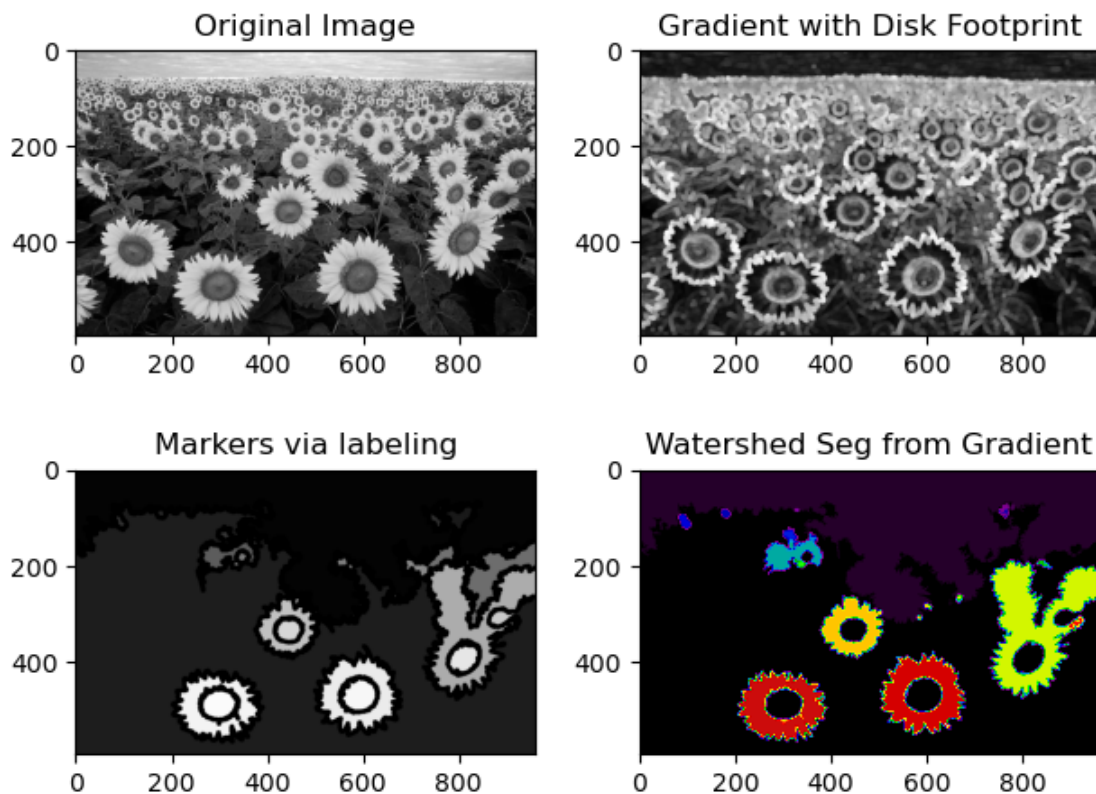 Original Image
Gradient with Disk Footprint
0
200
400
0 200 400 600 800
0
200
400
0 200 400 600 800
Markers via labeling
Watershed Seg from Gradient
0
200
400
0 200 400 600 800
0
200
400
0 200 400 600 800